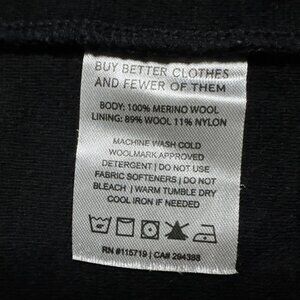 BUY BETTER CLOTHES
AND FEWER OF THEM
BODY: 100% MERINO WOOL
LINING: 89% WOOL 11% NYLON
MACHINE WASH COLD
WOOLMARK APPROVED
DETERGENT | DO NOT USE
FABRIC SOFTENERS | DO NOT
BLEACH | WARM TUMBLE DRY
COOL IRON IF NEEDED
RN #115719 | CA# 294388